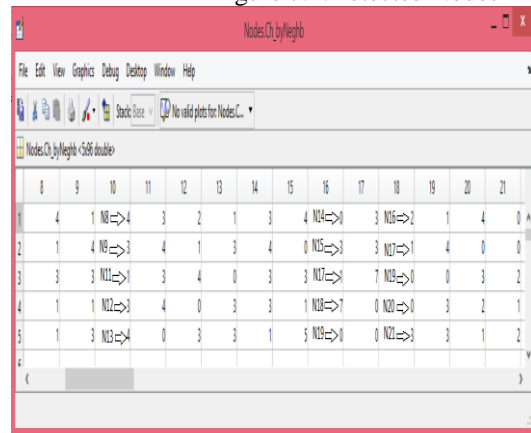 Nodes.Ch_byNeghb
File Edit View Graphics Debug Desktop Window Help
Stack: Base No valid plots for: Nodes.C...
Nodes.Ch_byNeghb <5x96 double>
8 9 10 11 12 13 14 15 16 17 18 19 20 21
1 4 1 N8⇒4 3 2 1 3 4 N14⇒0 3 N16⇒2 1 4 0
2 1 4 N9⇒3 4 1 3 4 0 N15⇒3 3 N17⇒1 4 0 0
3 3 3 N11⇒1 3 4 0 3 3 N17⇒1 7 N19⇒0 0 3 2
4 1 1 N12⇒3 4 0 3 3 1 N18⇒7 0 N20⇒0 3 2 1
5 1 3 N13⇒4 0 3 3 1 5 N19⇒0 0 N21⇒3 3 1 2